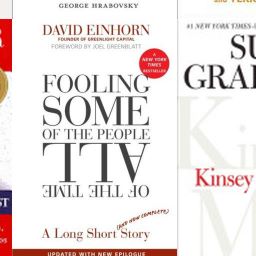 GEORGE HRABOVSKY
DAVID EINHORN
FOUNDER OF GREENLIGHT CAPITAL
FOREWORD BY JOEL GREENBLATT
FOOLING
SOME
OF THE PEOPLE
ALL
OF THE TIME
A New York Times
BESTSELLER
(AND NOW COMPLETE)
A Long Short Story
UPDATED WITH NEW EPILOGUE
#1 NEW YORK TIMES
SU
GRA
Kinsey